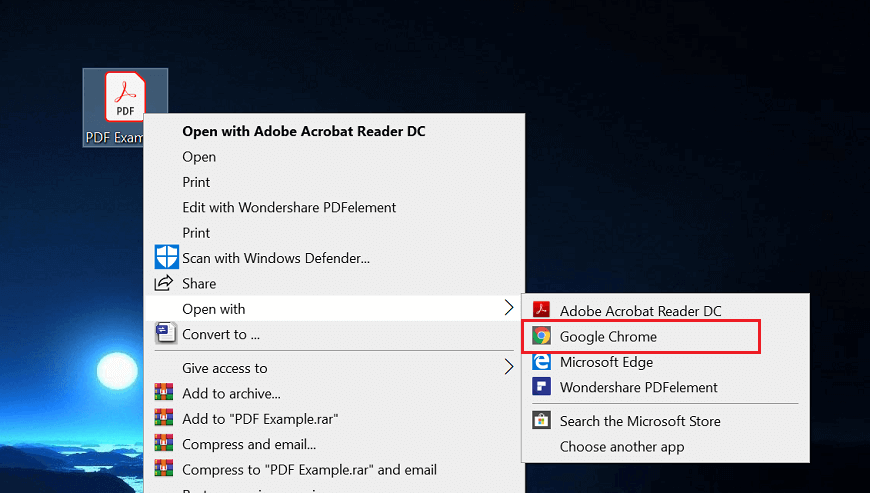 PDF
PDF Exam
Open with Adobe Acrobat Reader DC
Open
Print
Edit with Wondershare PDFelement
Print
Scan with Windows Defender...
Share
Open with
Convert to ...
Give access to
Add to archive...
Add to "PDF Example.rar"
Compress and email...
Compress to "PDF Example.rar" and email
Adobe Acrobat Reader DC
Google Chrome
Microsoft Edge
Wondershare PDFelement
Search the Microsoft Store
Choose another app